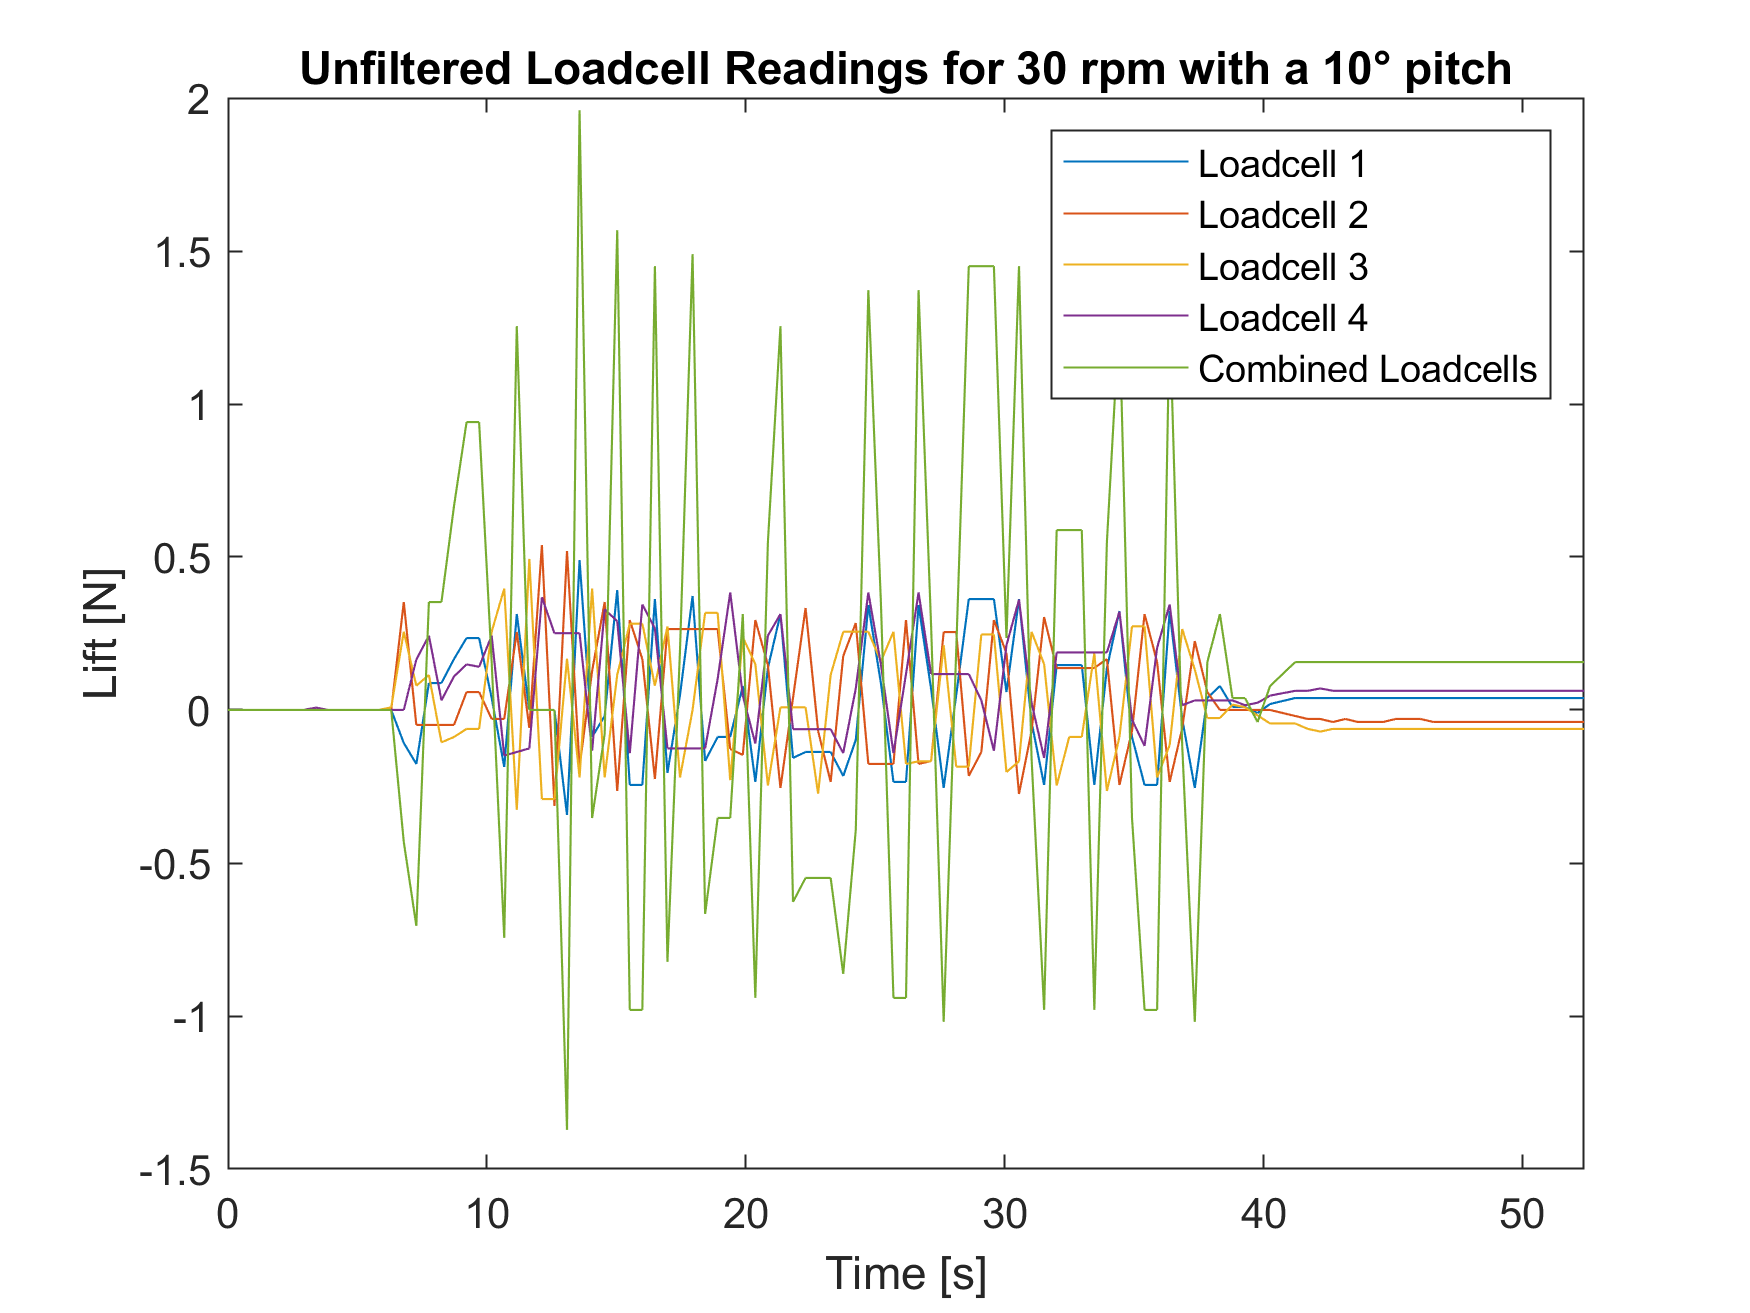 Unfiltered Loadcell Readings for 30 rpm with a 10° pitch
2
1.5
1
0.5
0
-0.5
-1
-1.5
Lift [N]
Loadcell 1
Loadcell 2
Loadcell 3
Loadcell 4
Combined Loadcells
0 10 20 30 40 50
Time [s]